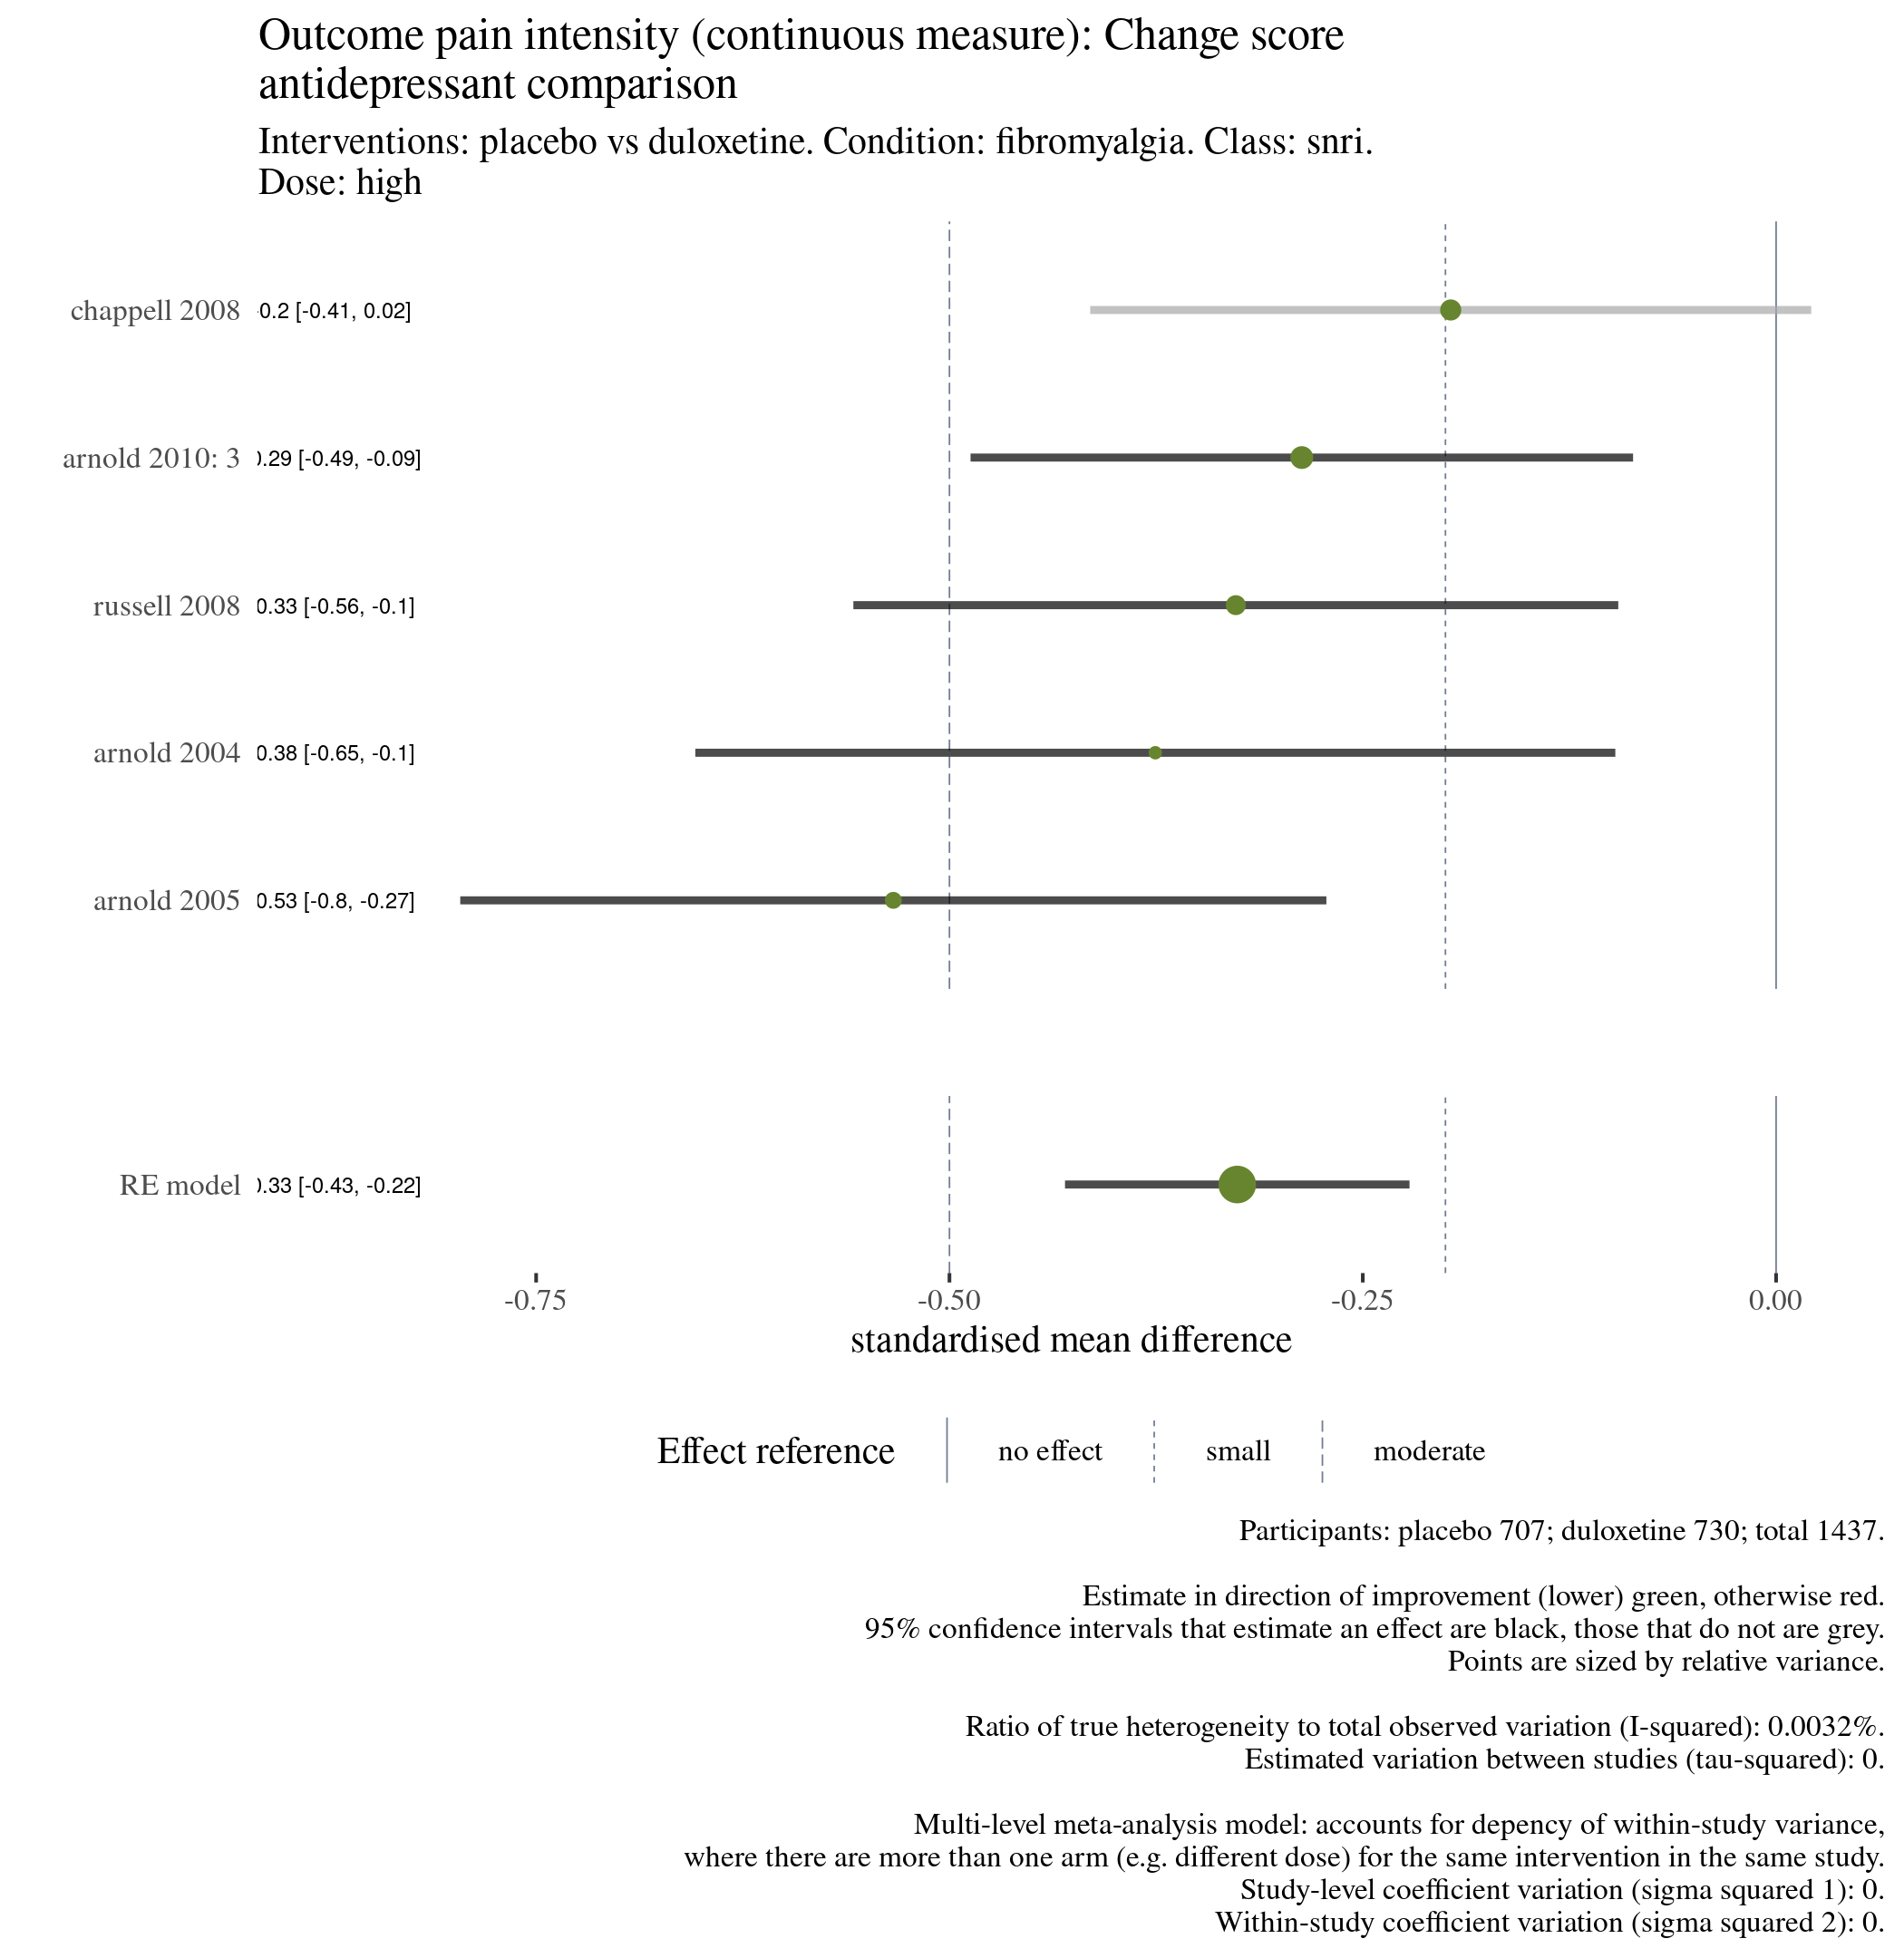 Outcome pain intensity (continuous measure): Change score
antidepressant comparison
Interventions: placebo vs duloxetine. Condition: fibromyalgia. Class: snri.
Dose: high
chappell 2008 0.2 [-0.41, 0.02]
arnold 2010: 3 .29 [-0.49, -0.09]
russell 2008 0.33 [-0.56, -0.1]
arnold 2004 0.38 [-0.65, -0.1]
arnold 2005 0.53 [-0.8, -0.27]
RE model .33 [-0.43, -0.22]
-0.75 -0.50 -0.25 0.00
standardised mean difference
Effect reference no effect small moderate
Participants: placebo 707; duloxetine 730; total 1437.
Estimate in direction of improvement (lower) green, otherwise red.
95% confidence intervals that estimate an effect are black, those that do not are grey.
Points are sized by relative variance.
Ratio of true heterogeneity to total observed variation (I-squared): 0.0032%.
Estimated variation between studies (tau-squared): 0.
Multi-level meta-analysis model: accounts for depency of within-study variance,
where there are more than one arm (e.g. different dose) for the same intervention in the same study.
Study-level coefficient variation (sigma squared 1): 0.
Within-study coefficient variation (sigma squared 2): 0.